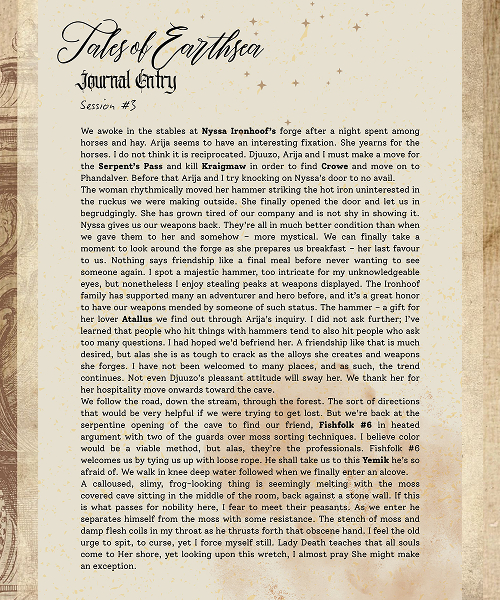 Tales of Earthsea
Journal Entry
Session #3
We awoke in the stables at Nyssa Ironhoof's forge after a night spent among
horses and hay. Arija seems to have an interesting fixation. She yearns for the
horses. I do not think it is reciprocated. Djuuzo, Arija and I must make a move for
the Serpent's Pass and kill Kraigmaw in order to find Crowe and move on to
Phandalver. Before that Arija and I try knocking on Nyssa's door to no avail.
The woman rhythmically moved her hammer striking the hot iron uninterested in
the ruckus we were making outside. She finally opened the door and let us in
begrudgingly. She has grown tired of our company and is not shy in showing it.
Nyssa gives us our weapons back. They're all in much better condition than when
we gave them to her and somehow – more mystical. We can finally take a
moment to look around the forge as she prepares us breakfast – her last favour
to us. Nothing says friendship like a final meal before never wanting to see
someone again. I spot a majestic hammer, too intricate for my unknowledgeable
eyes, but nonetheless I enjoy stealing peaks at weapons displayed. The Ironhoof
family has supported many an adventurer and hero before, and it's a great honor
to have our weapons mended by someone of such status. The hammer – a gift for
her lover Atallus we find out through Arija's inquiry. I did not ask further; I've
learned that people who hit things with hammers tend to also hit people who ask
too many questions. I had hoped we'd befriend her. A friendship like that is much
desired, but alas she is as tough to crack as the alloys she creates and weapons
she forges. I have not been welcomed to many places, and as such, the trend
continues. Not even Djuuzo's pleasant attitude will sway her. We thank her for
her hospitality move onwards toward the cave.
We follow the road, down the stream, through the forest. The sort of directions
that would be very helpful if we were trying to get lost. But we're back at the
serpentine opening of the cave to find our friend, Fishfolk #6 in heated
argument with two of the guards over moss sorting techniques. I believe color
would be a viable method, but alas, they're the professionals. Fishfolk #6
welcomes us by tying us up with loose rope. He shall take us to this Yemik he's so
afraid of. We walk in knee deep water followed when we finally enter an alcove.
A calloused, slimy, frog-looking thing is seemingly melting with the moss
covered cave sitting in the middle of the room, back against a stone wall. If this
is what passes for nobility here, I fear to meet their peasants. As we enter he
separates himself from the moss with some resistance. The stench of moss and
damp flesh coils in my throat as he thrusts forth that obscene hand. I feel the old
urge to spit, to curse, yet I force myself still. Lady Death teaches that all souls
come to Her shore, yet looking upon this wretch, I almost pray She might make
an exception.